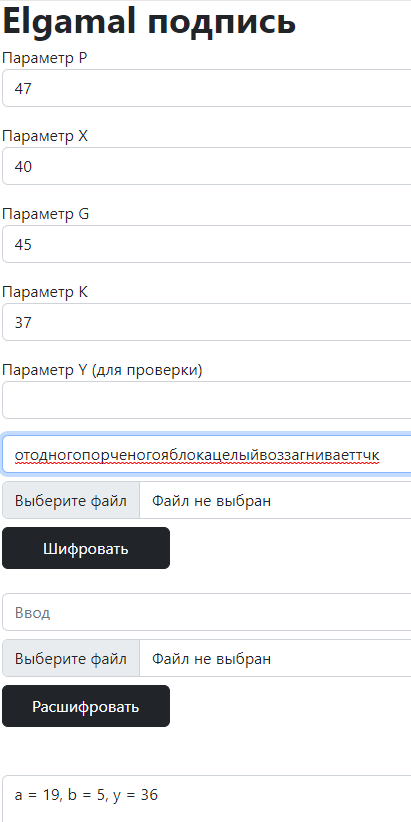 Elgamal подпись
Параметр P
47
Параметр X
40
Параметр G
45
Параметр K
37
Параметр Y (для проверки)
отодногопорченогояблокацелыйвоззагниваеттчк
Выберите файл Файл не выбран
Шифровать
Ввод
Выберите файл Файл не выбран
Расшифровать
a = 19, b = 5, y = 36